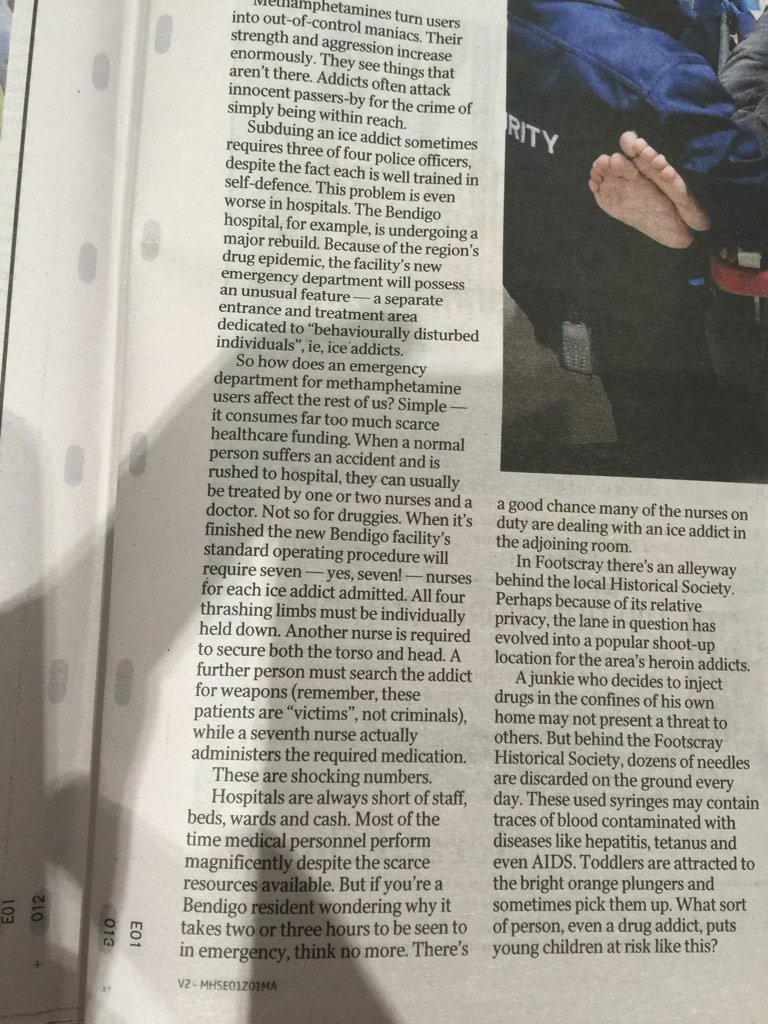 Methamphetamines turn users
into out-of-control maniacs. Their
strength and aggression increase
enormously. They see things that
aren't there. Addicts often attack
innocent passers-by for the crime of
simply being within reach.
Subduing an ice addict sometimes
requires three of four police officers,
despite the fact each is well trained in
self-defence. This problem is even
worse in hospitals. The Bendigo
hospital, for example, is undergoing a
major rebuild. Because of the region's
drug epidemic, the facility's new
emergency department will possess
an unusual feature — a separate
entrance and treatment area
dedicated to "behaviourally disturbed
individuals", ie, ice addicts.
So how does an emergency
department for methamphetamine
users affect the rest of us? Simple —
it consumes far too much scarce
healthcare funding. When a normal
person suffers an accident and is
rushed to hospital, they can usually
be treated by one or two nurses and a
doctor. Not so for druggies. When it's
finished the new Bendigo facility's
standard operating procedure will
require seven — yes, seven! — nurses
for each ice addict admitted. All four
thrashing limbs must be individually
held down. Another nurse is required
to secure both the torso and head. A
further person must search the addict
for weapons (remember, these
patients are "victims", not criminals),
while a seventh nurse actually
administers the required medication.
These are shocking numbers.
Hospitals are always short of staff,
beds, wards and cash. Most of the
time medical personnel perform
magnificently despite the scarce
resources available. But if you're a
Bendigo resident wondering why it
takes two or three hours to be seen to
in emergency, think no more. There's
RITY
a good chance many of the nurses on
duty are dealing with an ice addict in
the adjoining room.
In Footscray there's an alleyway
behind the local Historical Society.
Perhaps because of its relative
privacy, the lane in question has
evolved into a popular shoot-up
location for the area's heroin addicts.
A junkie who decides to inject
drugs in the confines of his own
home may not present a threat to
others. But behind the Footscray
Historical Society, dozens of needles
are discarded on the ground every
day. These used syringes may contain
traces of blood contaminated with
diseases like hepatitis, tetanus and
even AIDS. Toddlers are attracted to
the bright orange plungers and
sometimes pick them up. What sort
of person, even a drug addict, puts
young children at risk like this?
V2 - MHSE01Z01MA
E01
012
013
E01